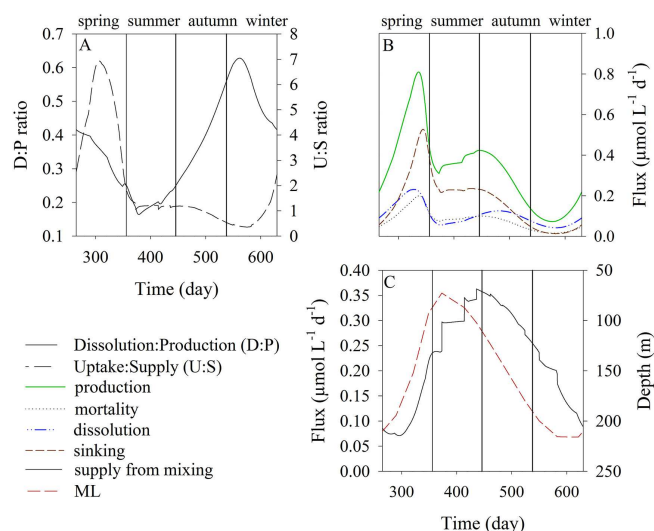 spring summer autumn winter
A
0.7
0.6
0.5
0.4
0.3
0.2
0.1
D:P ratio
8
7
6
5
4
3
2
1
0
U:S ratio
300 400 500 600
Time (day)
spring summer autumn winter
B
1.0
0.8
0.6
0.4
0.2
0.0
Flux (µmol L⁻¹ d⁻¹)
Dissolution:Production (D:P)
Uptake:Supply (U:S)
production
mortality
dissolution
sinking
supply from mixing
ML
C
0.40
0.35
0.30
0.25
0.20
0.15
0.10
0.05
0.00
Flux (µmol L⁻¹ d⁻¹)
50
100
150
200
250
Depth (m)
300 400 500 600
Time (day)